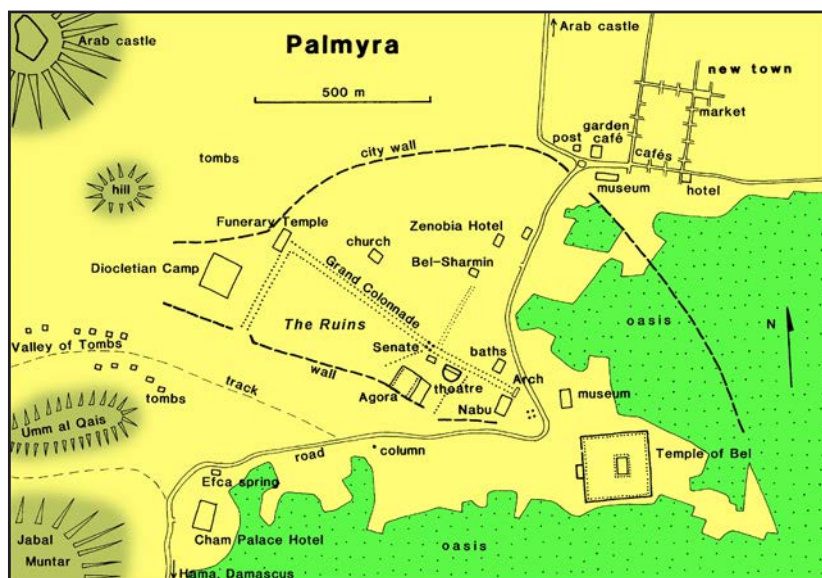 Arab castle
Palmyra
500 m
Arab castle
new town
market
post
garden
café
cafés
museum
hotel
tombs
city wall
hill
Funerary Temple
church
Zenobia Hotel
Bel-Sharmin
Diocletian Camp
Grand Colonnade
The Ruins
oasis
N
Senate
baths
Valley of Tombs
wall
theatre
Arch
track
Agora
Nabu
museum
tombs
Umm al Qais
road
column
Temple of Bel
Efca spring
Cham Palace Hotel
oasis
Jabal
Muntar
Hama, Damascus